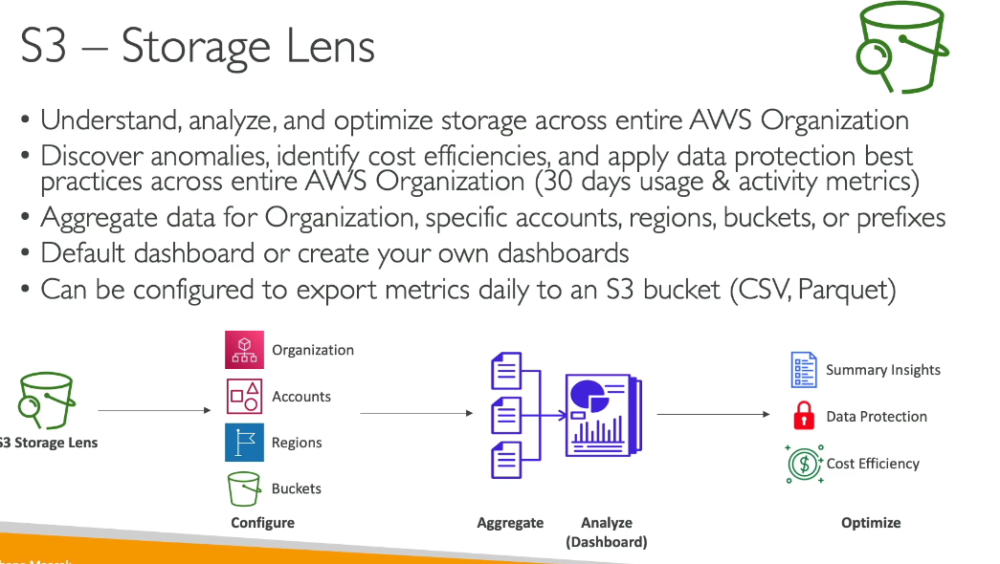 S3 – Storage Lens
• Understand, analyze, and optimize storage across entire AWS Organization
• Discover anomalies, identify cost efficiencies, and apply data protection best
practices across entire AWS Organization (30 days usage & activity metrics)
• Aggregate data for Organization, specific accounts, regions, buckets, or prefixes
• Default dashboard or create your own dashboards
• Can be configured to export metrics daily to an S3 bucket (CSV, Parquet)
S3 Storage Lens
Organization
Accounts
Regions
Buckets
Configure
Aggregate
Analyze
(Dashboard)
Summary Insights
Data Protection
Cost Efficiency
Optimize